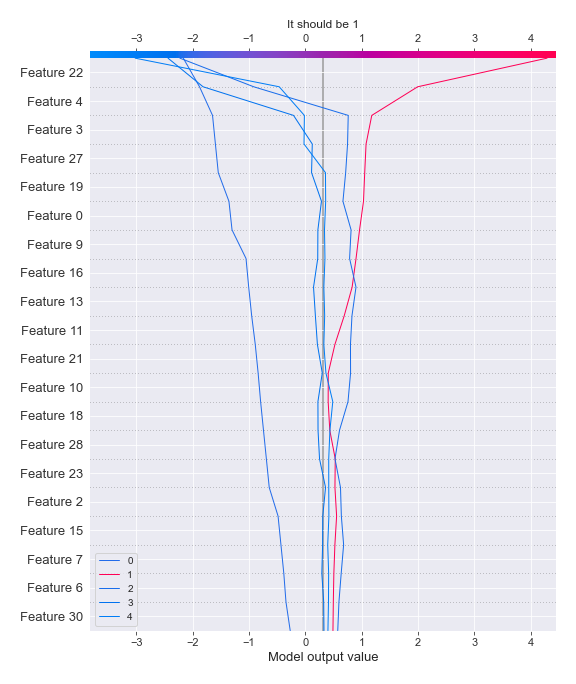 It should be 1
−3 −2 −1 0 1 2 3 4
Feature 22
Feature 4
Feature 3
Feature 27
Feature 19
Feature 0
Feature 9
Feature 16
Feature 13
Feature 11
Feature 21
Feature 10
Feature 18
Feature 28
Feature 23
Feature 2
Feature 15
Feature 7
Feature 6
Feature 30
0
1
2
3
4
−3 −2 −1 0 1 2 3 4
Model output value